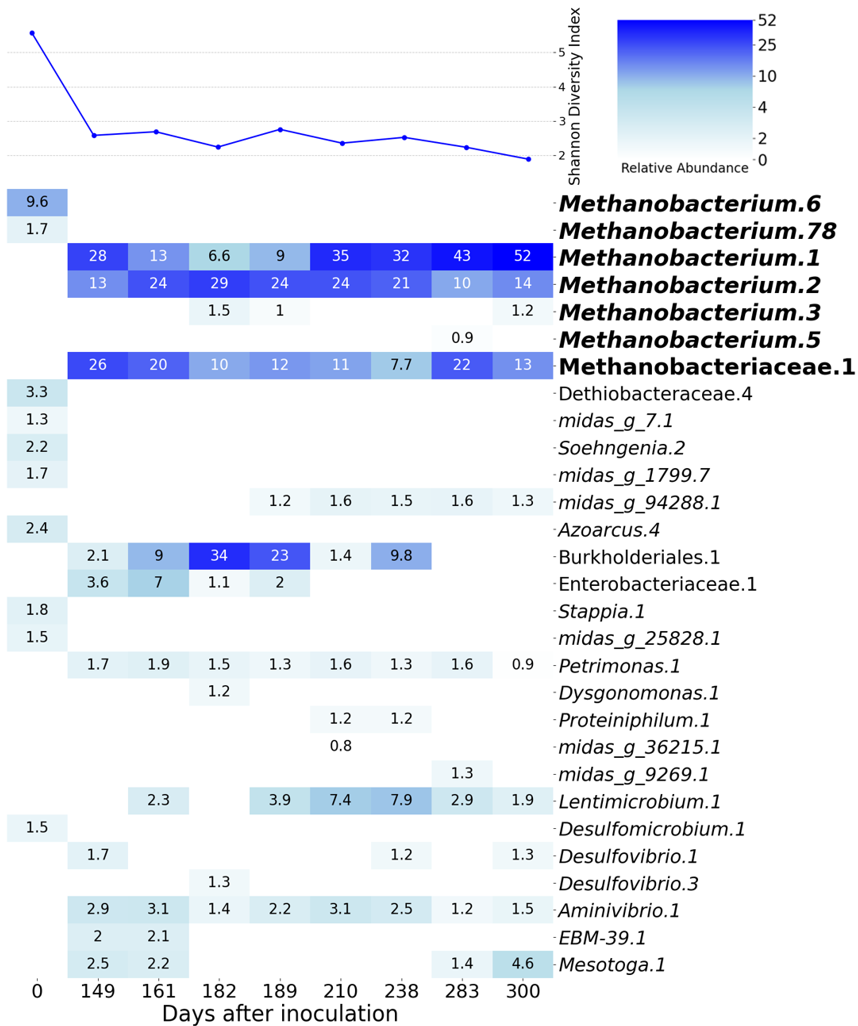 Shannon Diversity Index
5
4
3
2
52
25
10
4
2
0
Relative Abundance
9.6 Methanobacterium.6
1.7 Methanobacterium.78
28 13 6.6 9 35 32 43 52 Methanobacterium.1
13 24 29 24 24 21 10 14 Methanobacterium.2
1.5 1 1.2 Methanobacterium.3
0.9 Methanobacterium.5
26 20 10 12 11 7.7 22 13 Methanobacteriaceae.1
3.3 Dethiobacteraceae.4
1.3 midas_g_7.1
2.2 Soehngenia.2
1.7 midas_g_1799.7
1.2 1.6 1.5 1.6 1.3 midas_g_94288.1
2.4 Azoarcus.4
2.1 9 34 23 1.4 9.8 Burkholderiales.1
3.6 7 1.1 2 Enterobacteriaceae.1
1.8 Stappia.1
1.5 midas_g_25828.1
1.7 1.9 1.5 1.3 1.6 1.3 1.6 0.9 Petrimonas.1
1.2 Dysgonomonas.1
1.2 1.2 Proteiniphilum.1
0.8 midas_g_36215.1
1.3 midas_g_9269.1
2.3 3.9 7.4 7.9 2.9 1.9 Lentimicrobium.1
1.5 Desulfomicrobium.1
1.7 1.2 1.3 Desulfovibrio.1
1.3 Desulfovibrio.3
2.9 3.1 1.4 2.2 3.1 2.5 1.2 1.5 Aminivibrio.1
2 2.1 EBM-39.1
2.5 2.2 1.4 4.6 Mesotoga.1
0 149 161 182 189 210 238 283 300
Days after inoculation